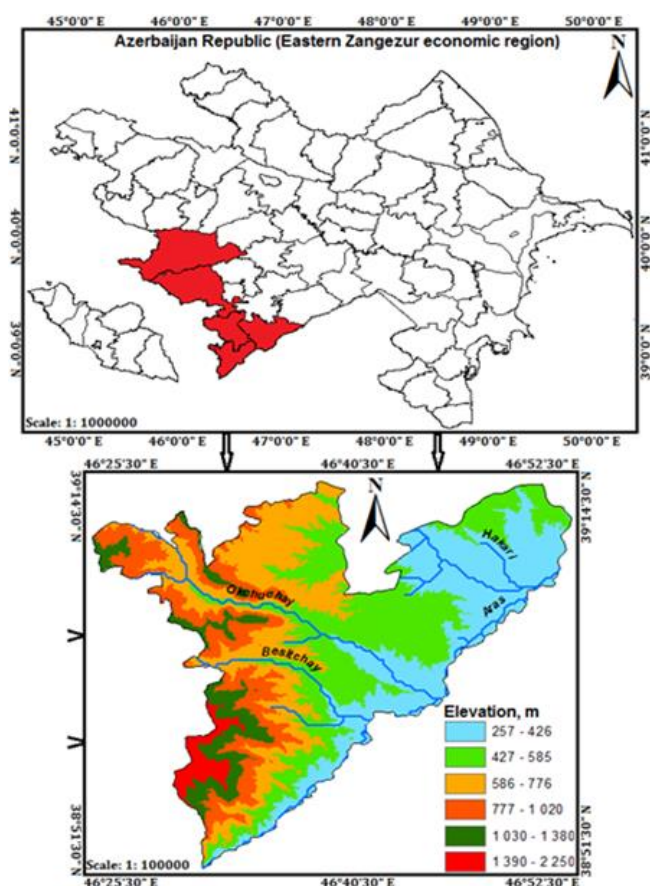 45°0'0" E 46°0'0" E 47°0'0" E 48°0'0" E 49°0'0" E 50°0'0" E
Azerbaijan Republic (Eastern Zangezur economic region)
N
41°0'0" N 41°0'0" N
40°0'0" N 40°0'0" N
39°0'0" N 39°0'0" N
Scale: 1: 1000000
45°0'0" E 46°0'0" E 47°0'0" E 48°0'0" E 49°0'0" E 50°0'0" E
46°25'30" E 46°40'30" E 46°52'30" E
N
39°14'30" N 39°14'30" N
Hakari
Okchuchay
Aras
Besitchay
Elevation, m
257 - 426
427 - 585
586 - 776
777 - 1 020
1 030 - 1 380
1 390 - 2 250
38°51'30" N 38°51'30" N
Scale: 1: 100000
46°25'30" E 46°40'30" E 46°52'30" E